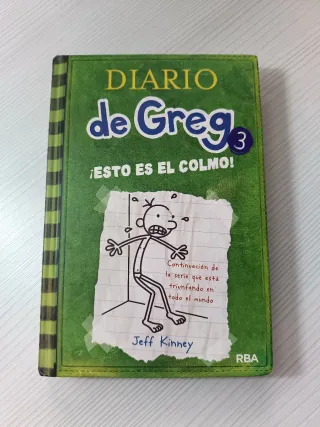 DIARIO
de Greg 3
¡ESTO ES EL COLMO!
Continuación de
la serie que está
triunfando en
todo el mundo
Jeff Kinney
RBA